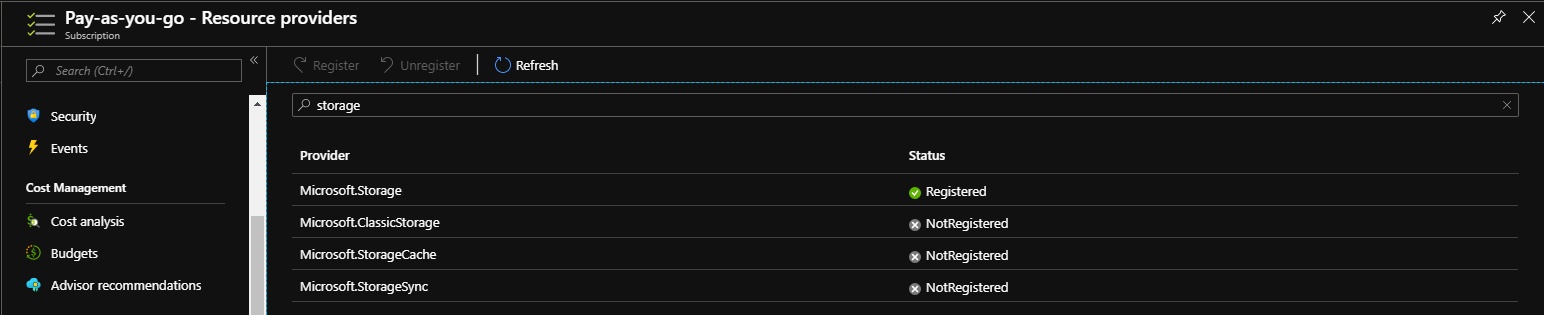 Pay-as-you-go - Resource providers
Subscription
Search (Ctrl+/)
«
Security
Events
Cost Management
Cost analysis
Budgets
Advisor recommendations
Register Unregister Refresh
storage
Provider Status
Microsoft.Storage Registered
Microsoft.ClassicStorage NotRegistered
Microsoft.StorageCache NotRegistered
Microsoft.StorageSync NotRegistered